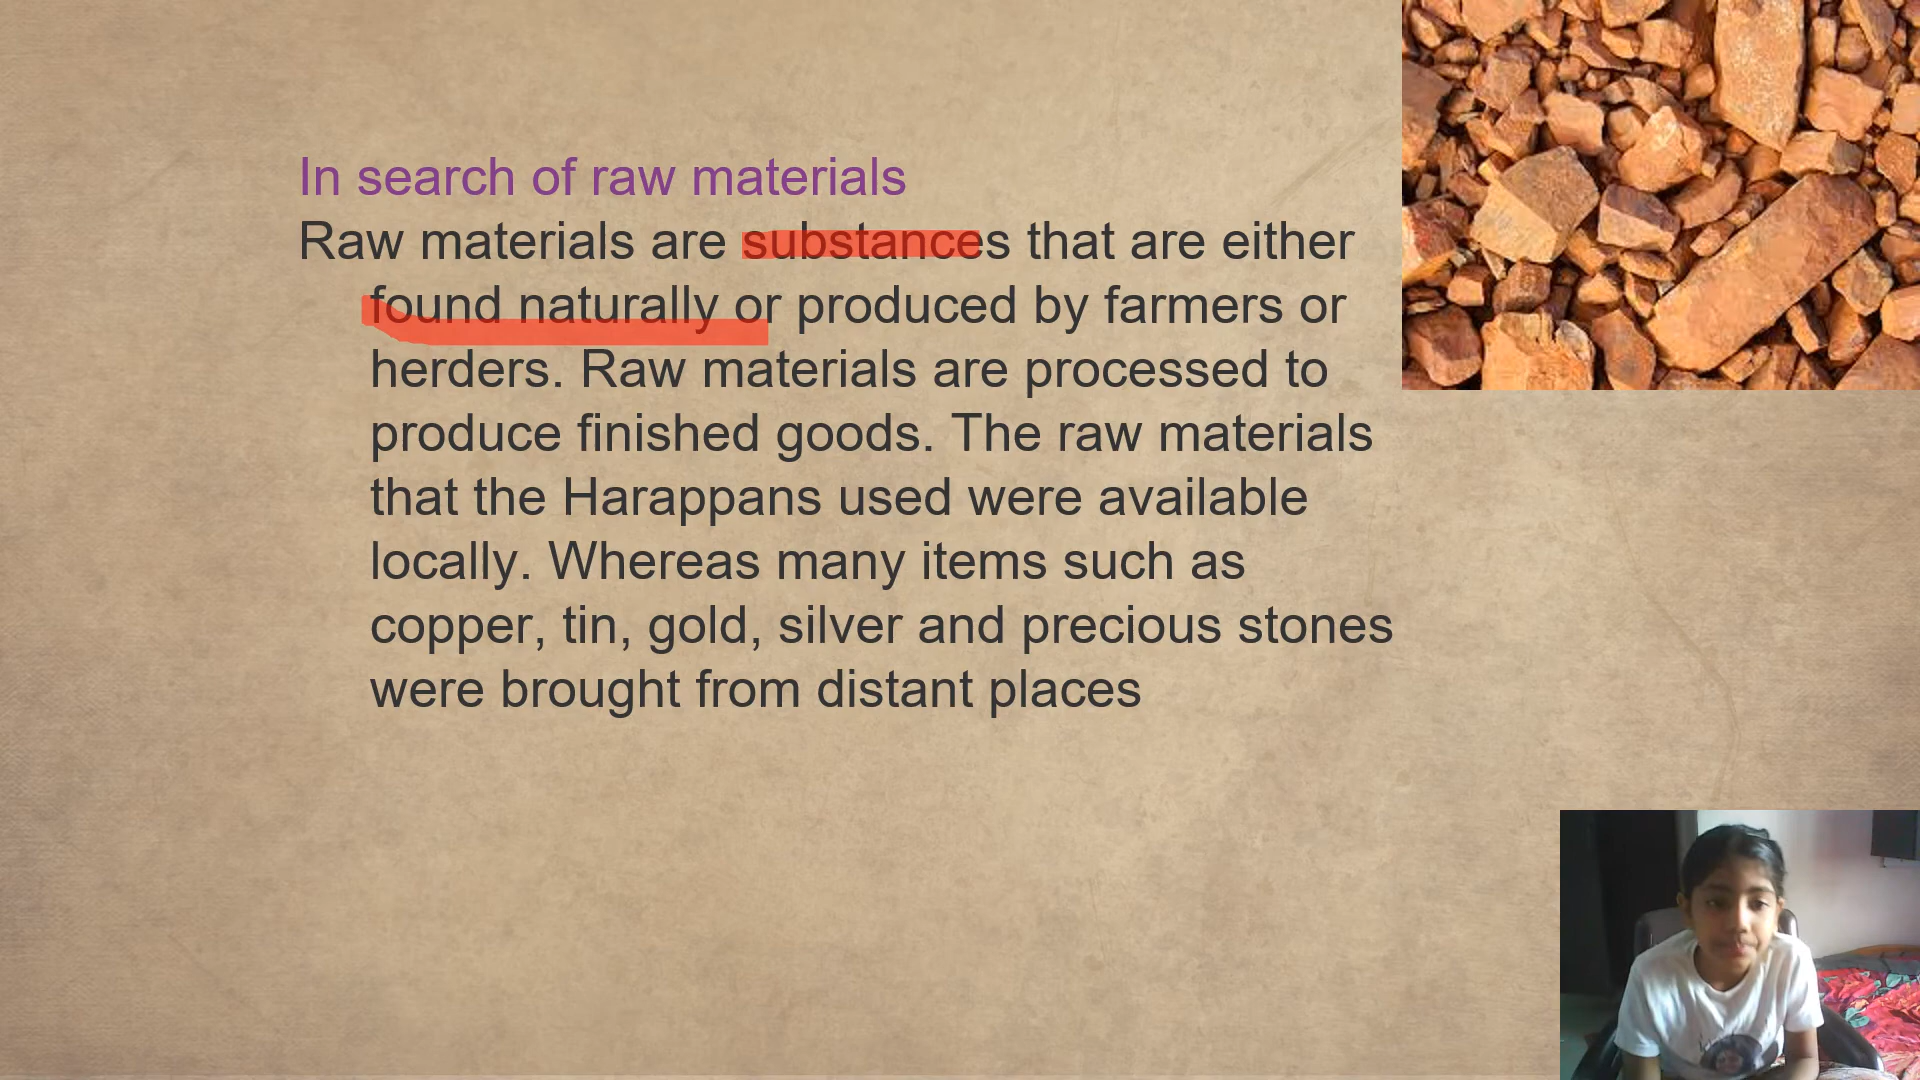 In search of raw materials
Raw materials are substances that are either
found naturally or produced by farmers or
herders. Raw materials are processed to
produce finished goods. The raw materials
that the Harappans used were available
locally. Whereas many items such as
copper, tin, gold, silver and precious stones
were brought from distant places